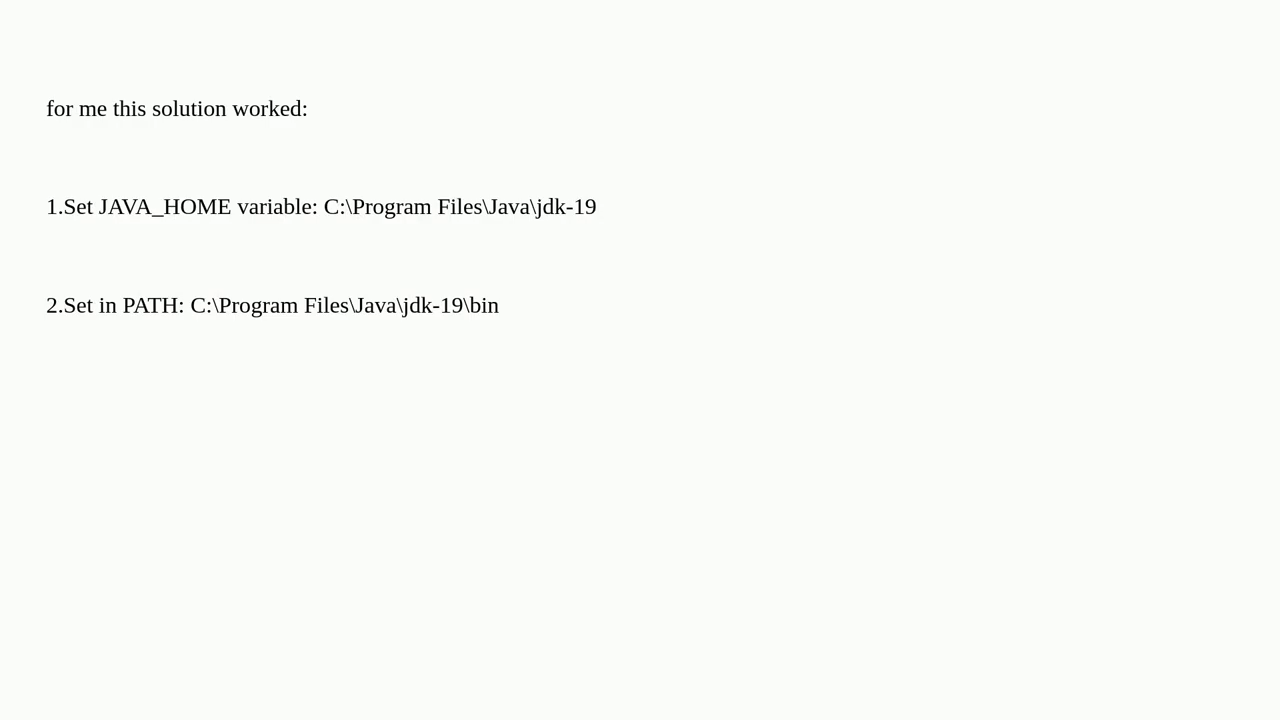 for me this solution worked:
1.Set JAVA_HOME variable: C:\Program Files\Java\jdk-19
2.Set in PATH: C:\Program Files\Java\jdk-19\bin